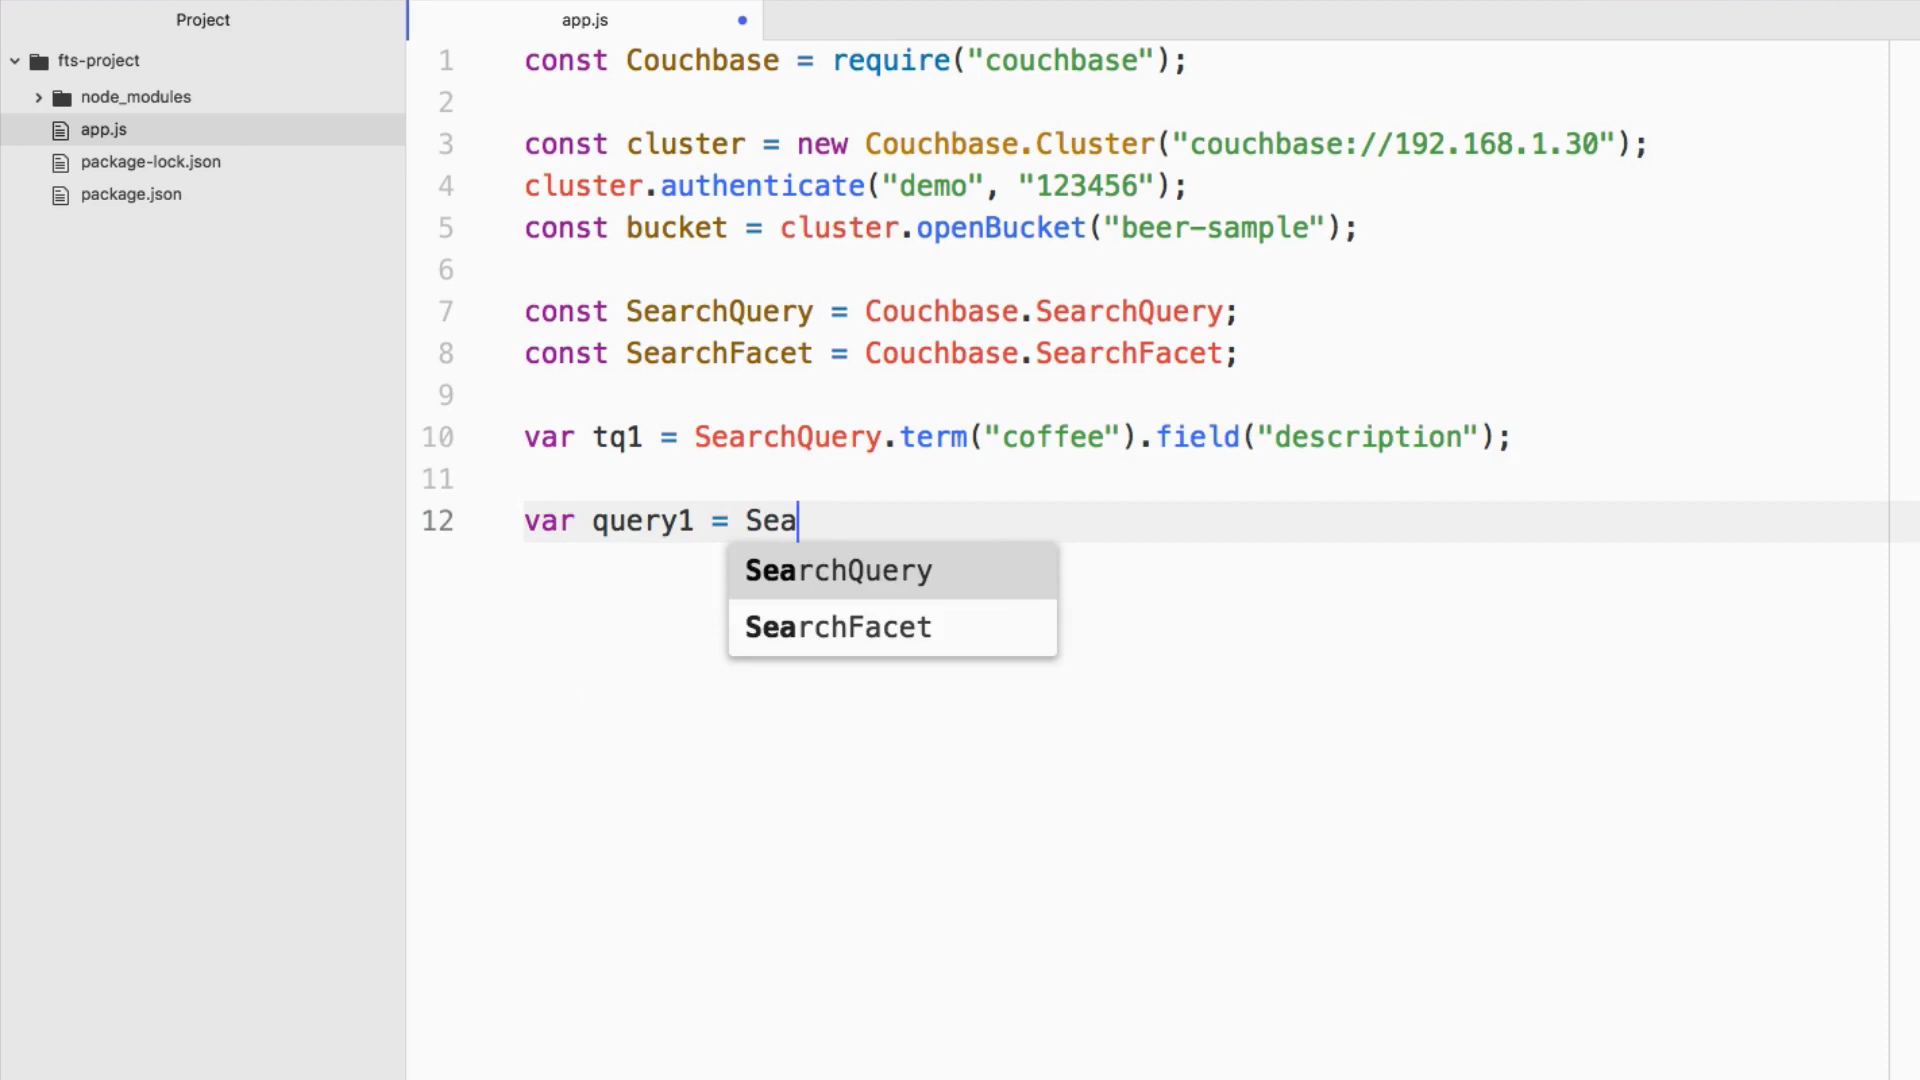 Project
fts-project
node_modules
app.js
package-lock.json
package.json
app.js
1 const Couchbase = require("couchbase");
2
3 const cluster = new Couchbase.Cluster("couchbase://192.168.1.30");
4 cluster.authenticate("demo", "123456");
5 const bucket = cluster.openBucket("beer-sample");
6
7 const SearchQuery = Couchbase.SearchQuery;
8 const SearchFacet = Couchbase.SearchFacet;
9
10 var tq1 = SearchQuery.term("coffee").field("description");
11
12 var query1 = Sea
SearchQuery
SearchFacet